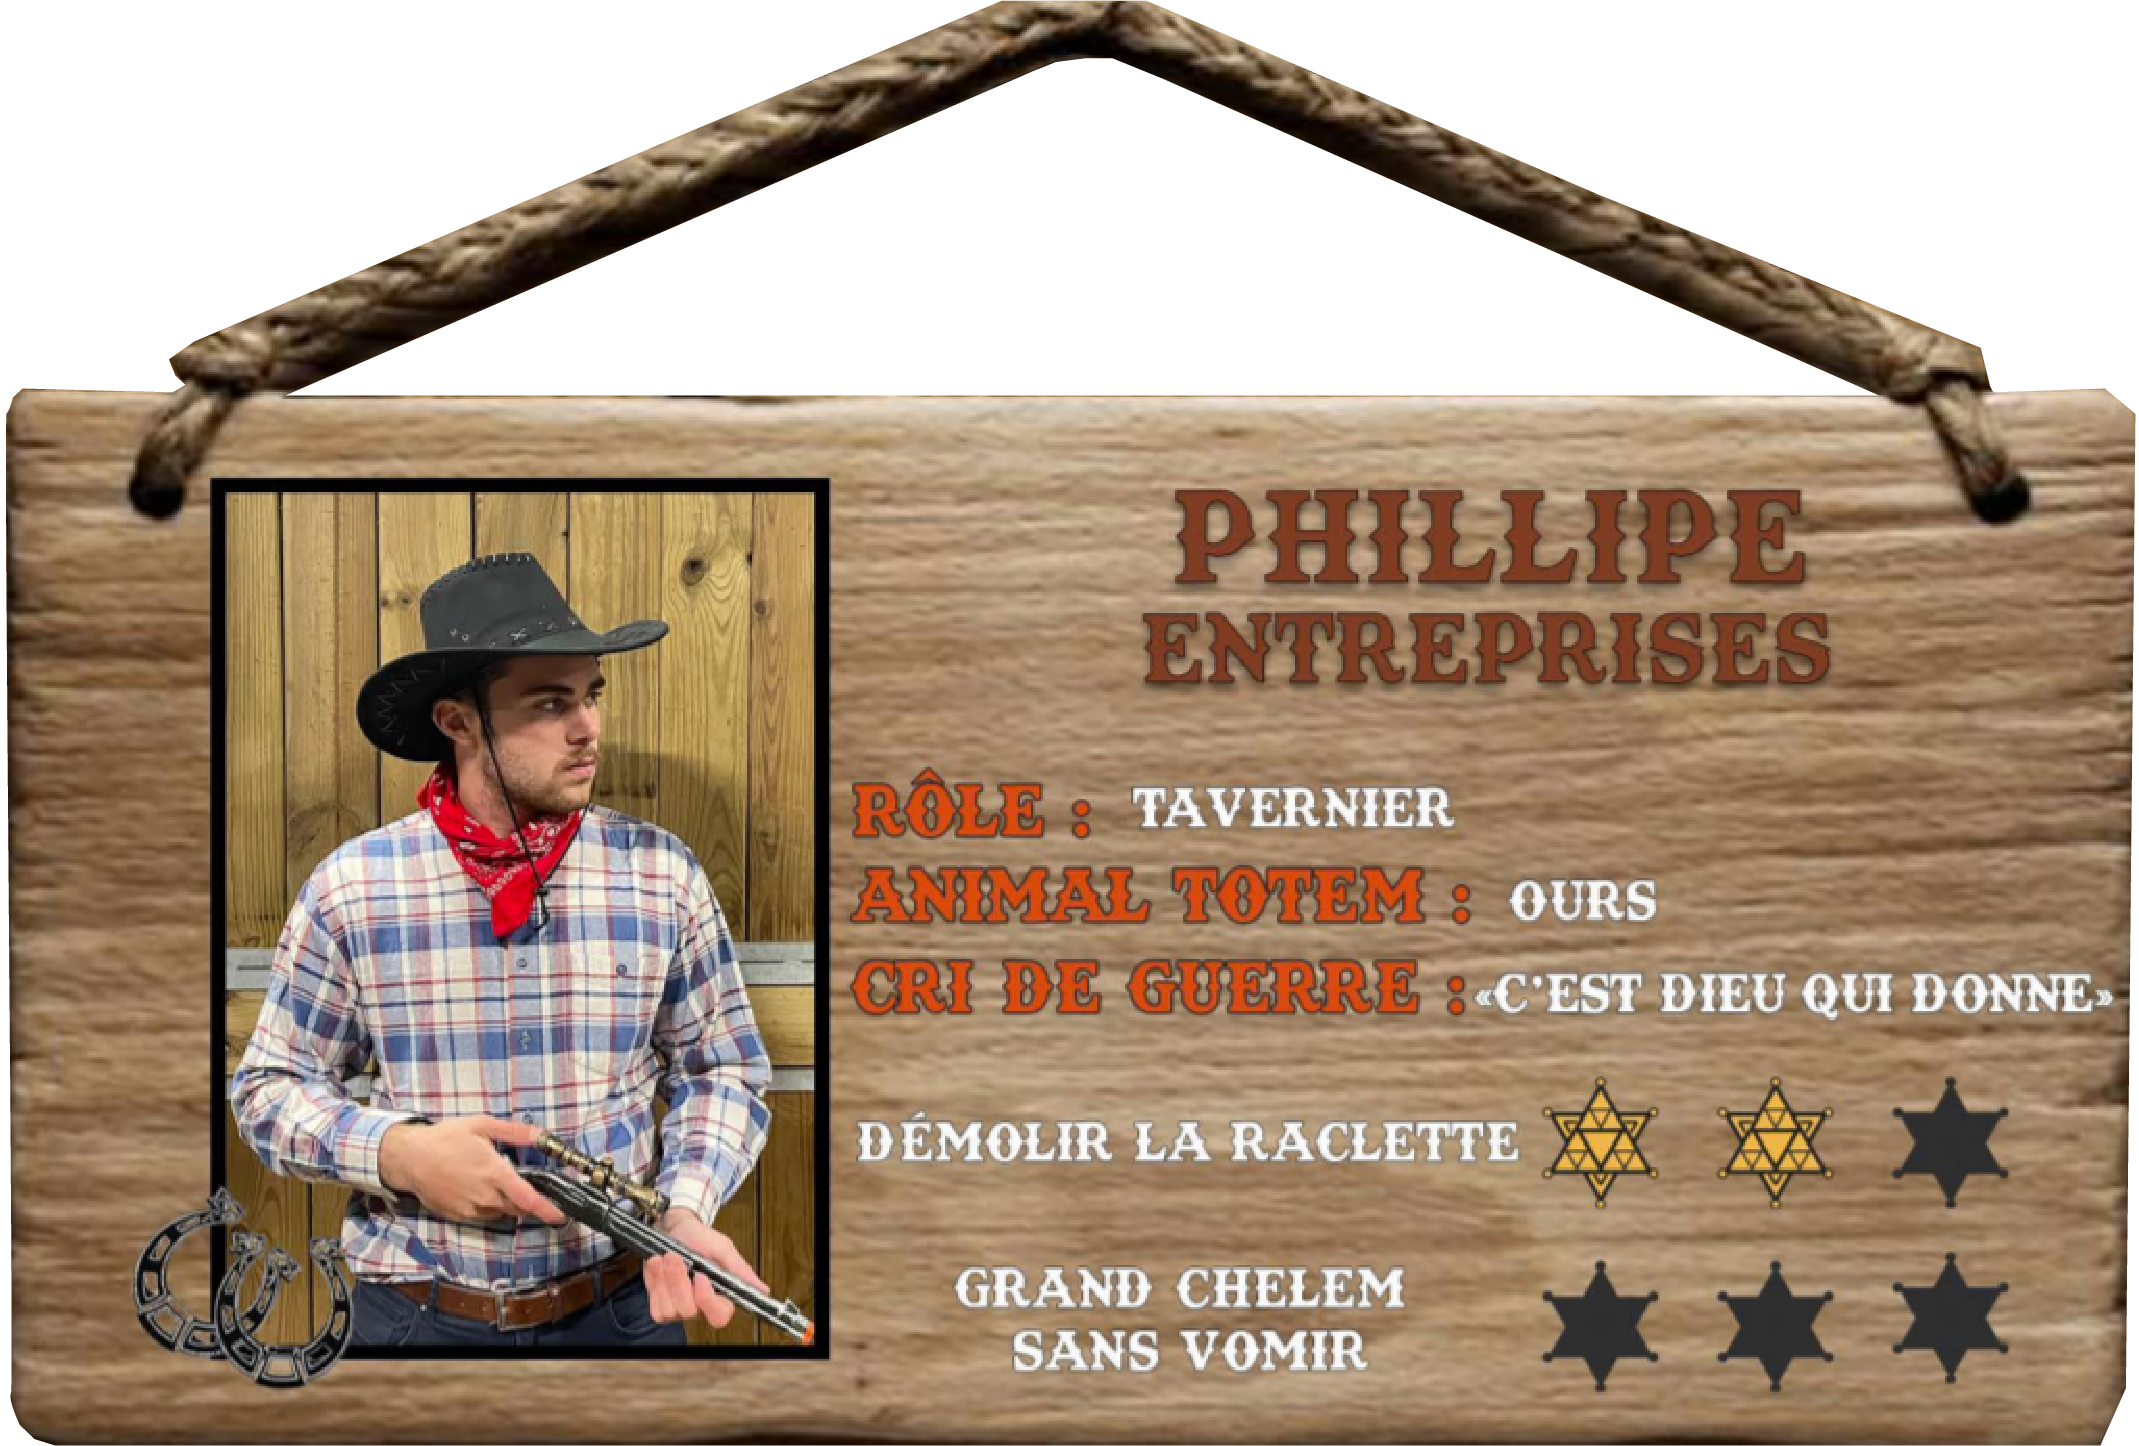 PHILLIPE
ENTREPRISES
RÔLE : TAVERNIER
ANIMAL TOTEM : OURS
CRI DE GUERRE : «C'EST DIEU QUI DONNE»
DÉMOLIR LA RACLETTE
GRAND CHELEM
SANS VOMIR